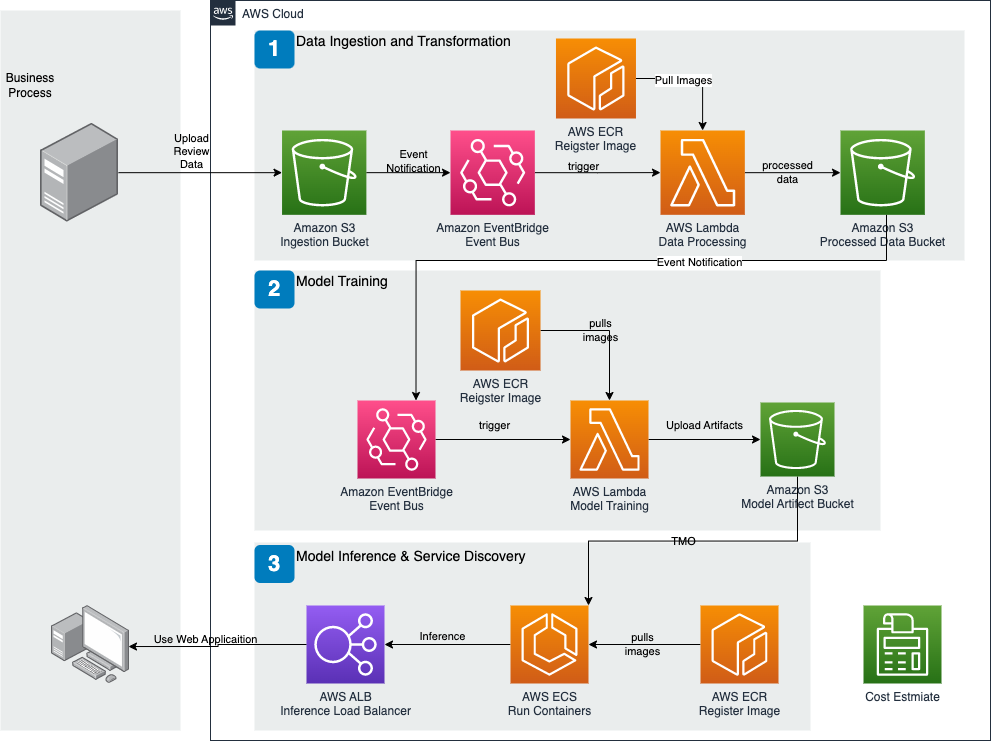 aws
AWS Cloud
1
Data Ingestion and Transformation
Business
Process
Pull Images
AWS ECR
Reigster Image
Upload
Review
Data
Event
Notification
trigger
processed
data
Amazon S3
Ingestion Bucket
Amazon EventBridge
Event Bus
AWS Lambda
Data Processing
Amazon S3
Processed Data Bucket
Event Notification
2
Model Training
pulls
images
AWS ECR
Reigster Image
trigger
Upload Artifacts
Amazon EventBridge
Event Bus
AWS Lambda
Model Training
Amazon S3
Model Artifect Bucket
TMO
3
Model Inference & Service Discovery
Use Web Applicaition
Inference
pulls
images
AWS ALB
Inference Load Balancer
AWS ECS
Run Containers
AWS ECR
Register Image
Cost Estmiate